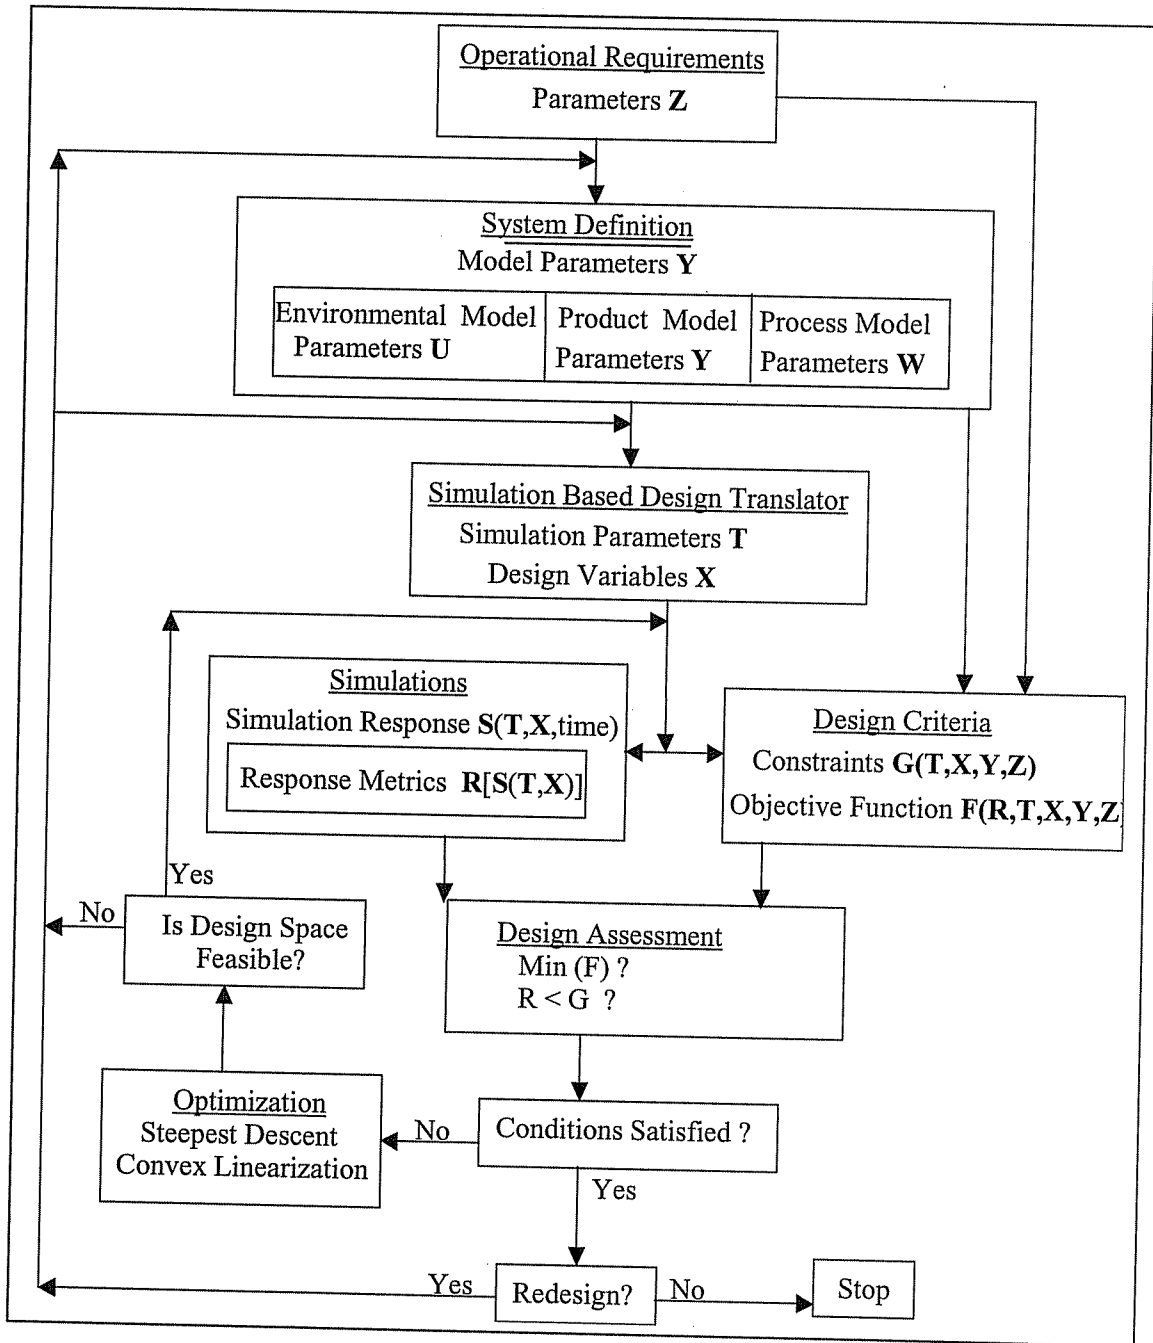 Operational Requirements
Parameters Z
System Definition
Model Parameters Y
Environmental Model
Parameters U
Product Model
Parameters Y
Process Model
Parameters W
Simulation Based Design Translator
Simulation Parameters T
Design Variables X
Simulations
Simulation Response S(T,X,time)
Response Metrics R[S(T,X)]
Design Criteria
Constraints G(T,X,Y,Z)
Objective Function F(R,T,X,Y,Z)
Yes
No
Is Design Space
Feasible?
Design Assessment
Min (F) ?
R < G ?
Optimization
Steepest Descent
Convex Linearization
No
Conditions Satisfied ?
Yes
Yes
Redesign?
No
Stop